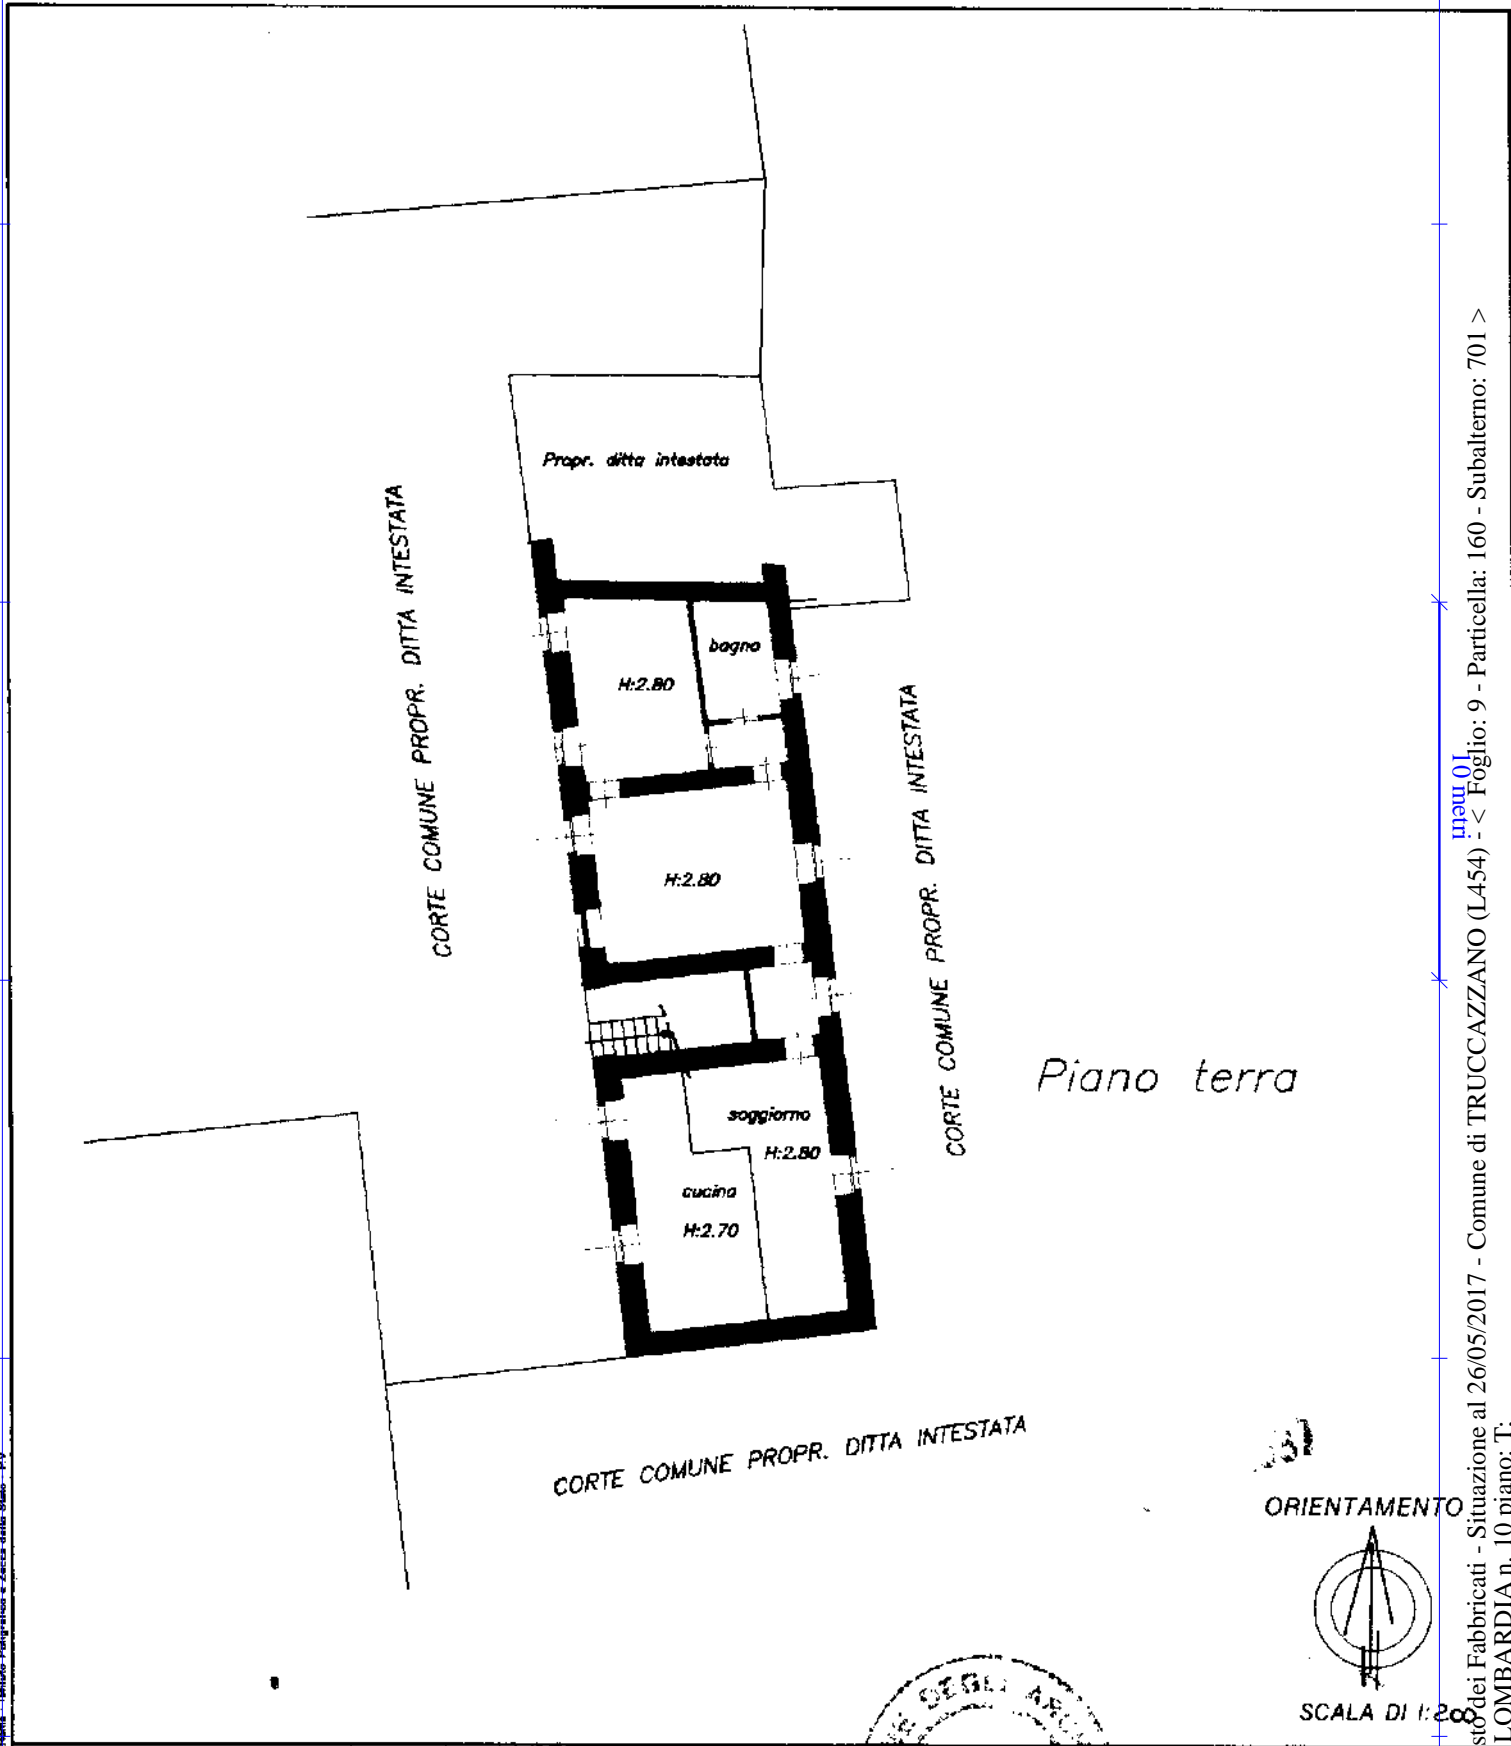 Propr. ditta intestata
CORTE COMUNE PROPR. DITTA INTESTATA
bagno
H:2.80
CORTE COMUNE PROPR. DITTA INTESTATA
H:2.80
Piano terra
soggiorno
H:2.80
cucina
H:2.70
CORTE COMUNE PROPR. DITTA INTESTATA
ORIENTAMENTO
SCALA DI 1:200
DEGLI
10 metri
sto dei Fabbricati - Situazione al 26/05/2017 - Comune di TRUCCAZZANO (L454) - < Foglio: 9 - Particella: 160 - Subalterno: 701 >
LOMBARDIA n. 10 piano: T;